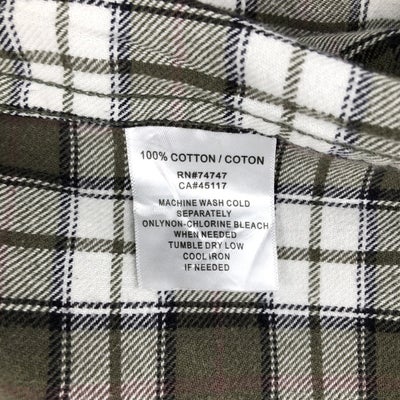 100% COTTON / COTON
RN#74747
CA#45117
MACHINE WASH COLD
SEPARATELY
ONLYNON-CHLORINE BLEACH
WHEN NEEDED
TUMBLE DRY LOW
COOL IRON
IF NEEDED